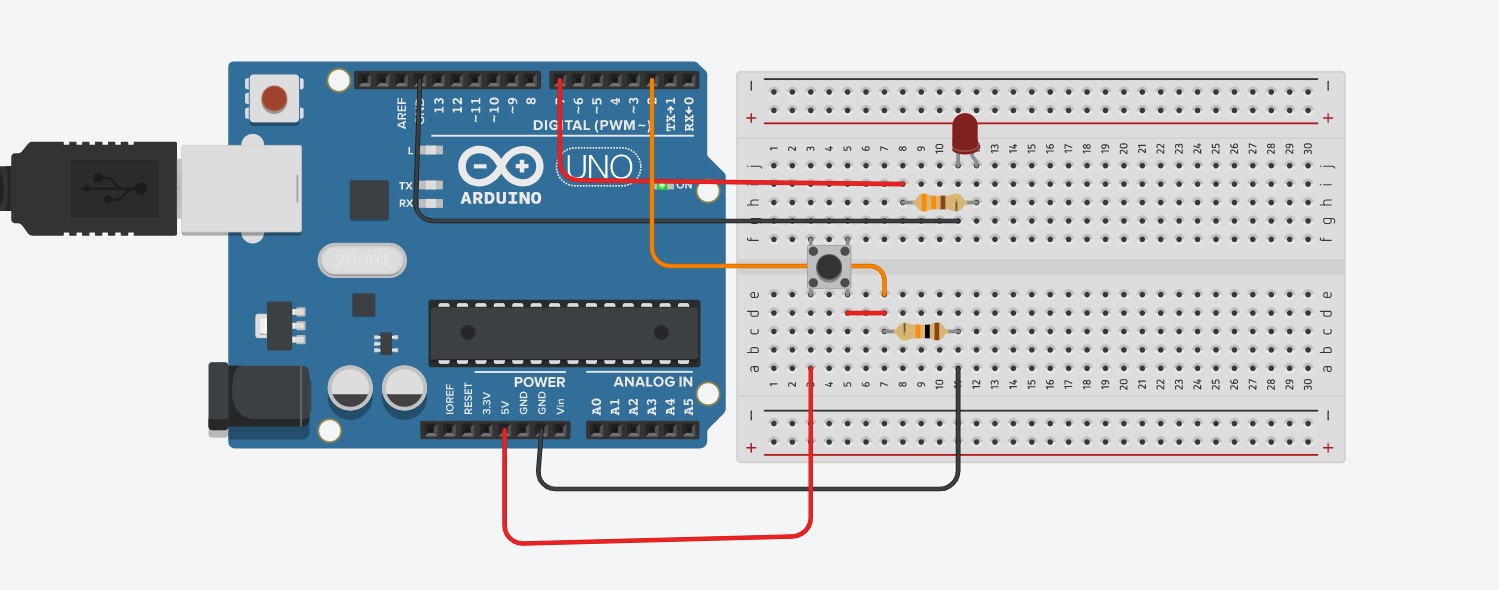 AREF
GND
13
12
~11
~10
~9
8
7
~6
~5
4
~3
2
TX→1
RX←0
DIGITAL (PWM~)
L
TX
RX
UNO
ARDUINO
ON
IOREF
RESET
3.3V
5V
GND
GND
Vin
POWER
ANALOG IN
A0
A1
A2
A3
A4
A5
− −
+ +
1 2 3 4 5 6 7 8 9 10 11 12 13 14 15 16 17 18 19 20 21 22 23 24 25 26 27 28 29 30
j j
i i
h h
g g
f f
e e
d d
c c
b b
a a
1 2 3 4 5 6 7 8 9 10 11 12 13 14 15 16 17 18 19 20 21 22 23 24 25 26 27 28 29 30
− −
+ +